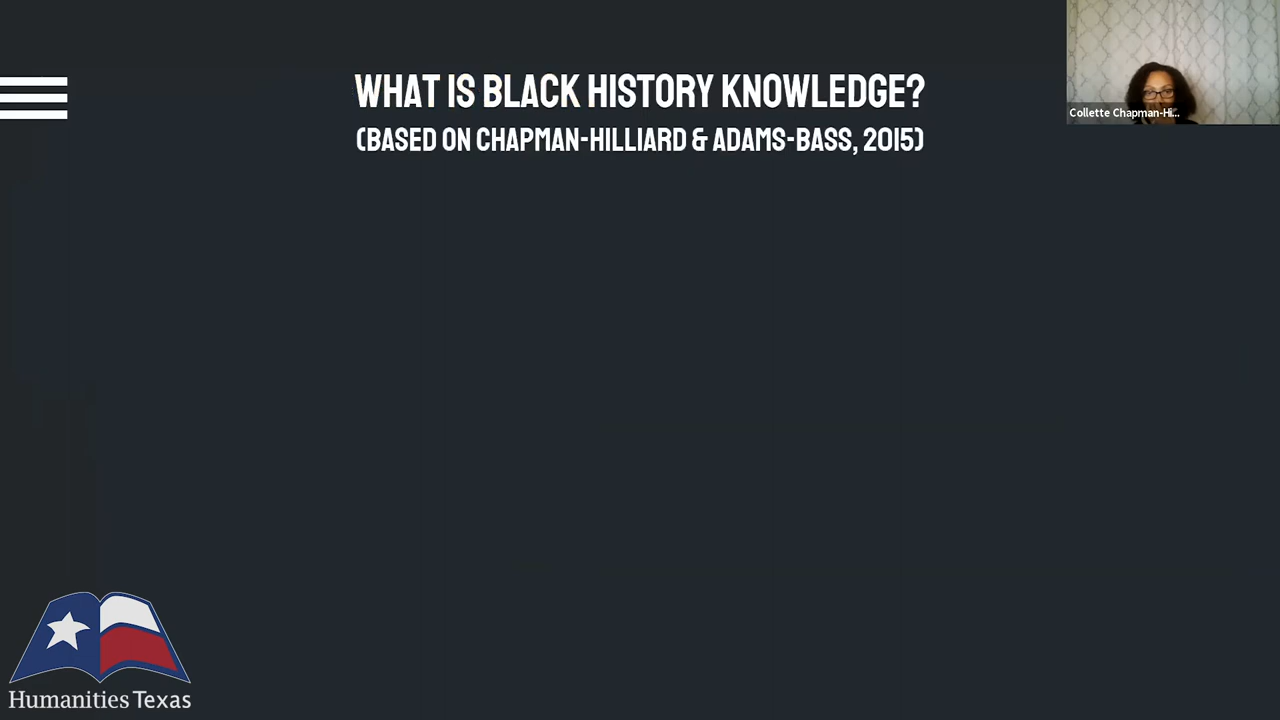 WHAT IS BLACK HISTORY KNOWLEDGE?
(BASED ON CHAPMAN-HILLIARD & ADAMS-BASS, 2015)
Collette Chapman-Hi...
Humanities Texas